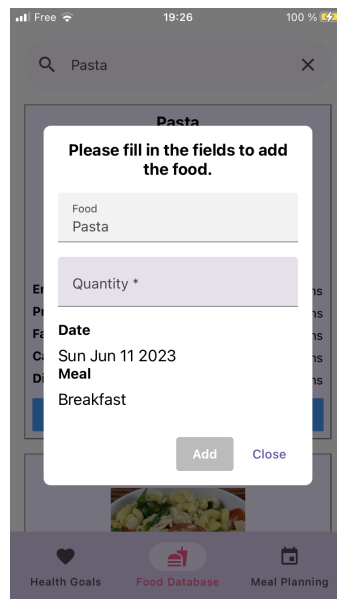 Free
19:26
100 %
Pasta
Pasta
Please fill in the fields to add
the food.
Food
Pasta
Quantity *
Date
Sun Jun 11 2023
Meal
Breakfast
Add
Close
Health Goals
Food Database
Meal Planning